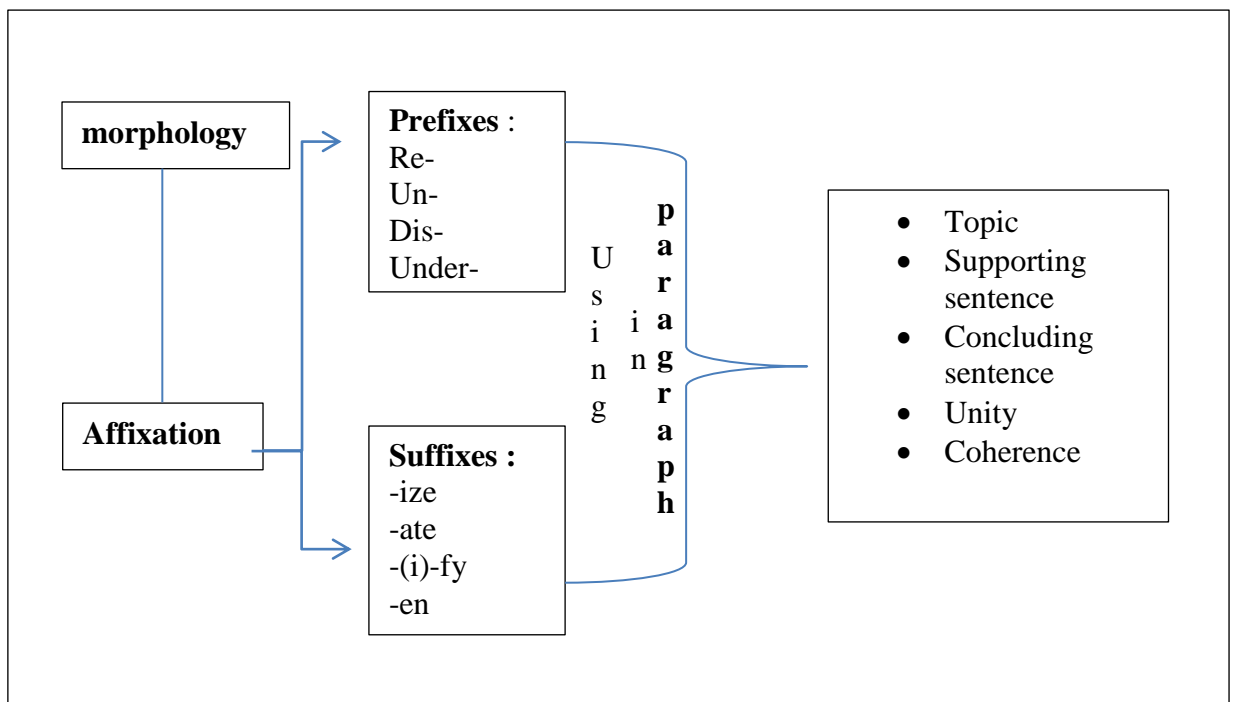 morphology
Affixation
Prefixes :
Re-
Un-
Dis-
Under-
Suffixes :
-ize
-ate
-(i)-fy
-en
Using
in
paragraph
• Topic
• Supporting
sentence
• Concluding
sentence
• Unity
• Coherence